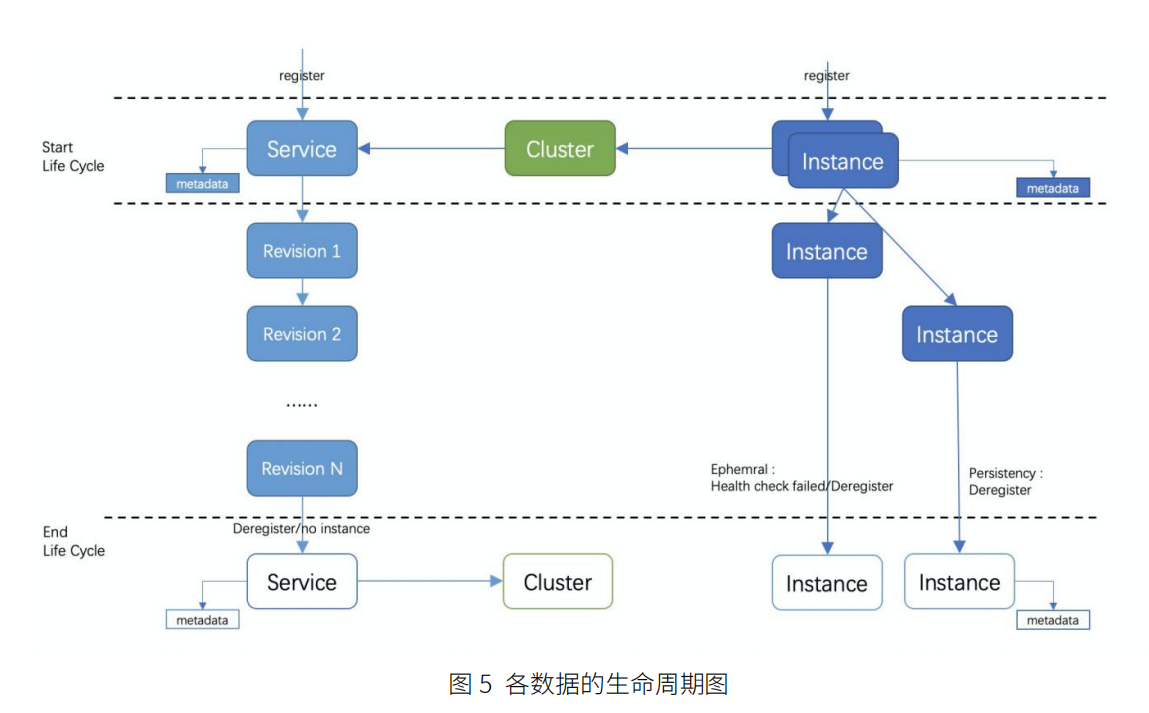 register
register
Start
Life Cycle
Service
Cluster
Instance
metadata
metadata
Revision 1
Instance
Revision 2
Instance
······
Revision N
Ephemral :
Health check failed/Deregister
Persistency :
Deregister
End
Life Cycle
Deregister/no instance
Service
Cluster
Instance
Instance
metadata
metadata
图 5 各数据的生命周期图